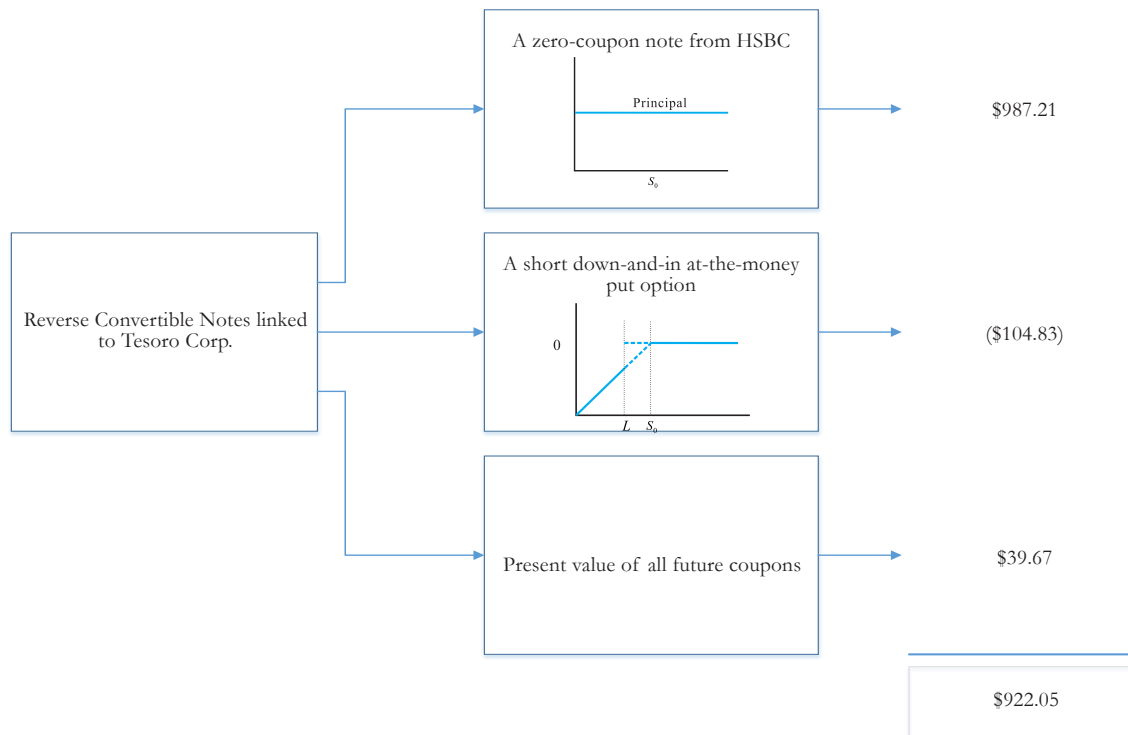 A zero-coupon note from HSBC
Principal
S₀
$987.21
Reverse Convertible Notes linked
to Tesoro Corp.
A short down-and-in at-the-money
put option
0
L S₀
($104.83)
Present value of all future coupons
$39.67
$922.05